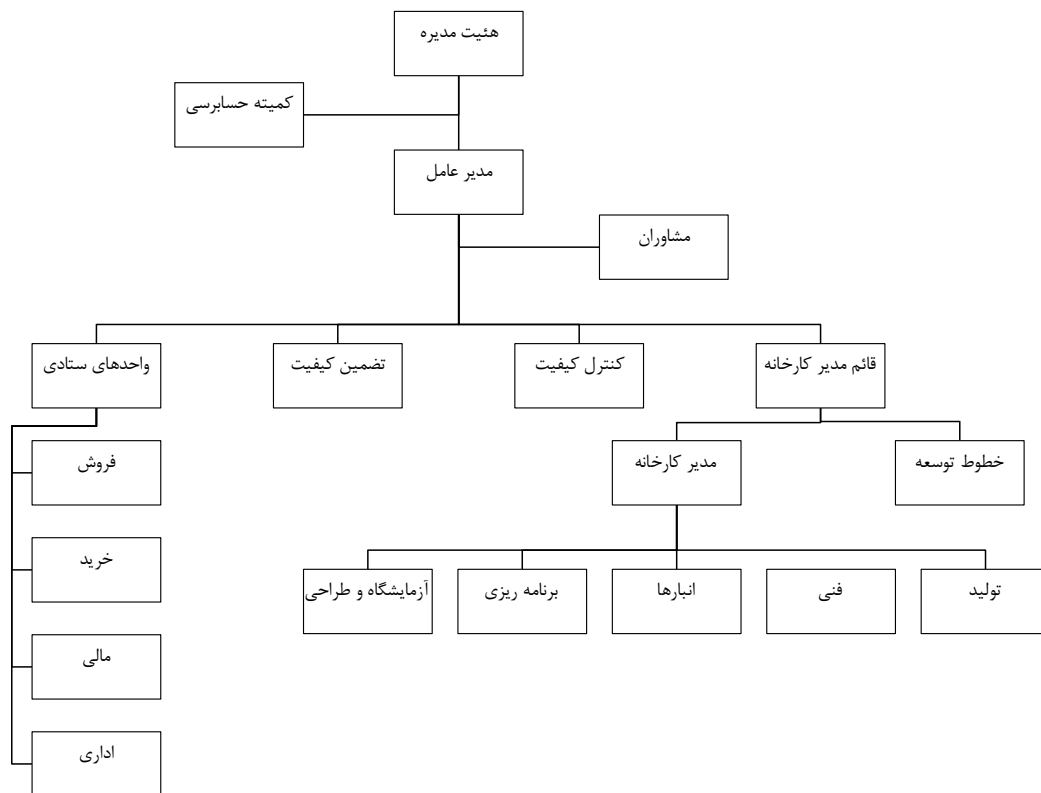 هئیت مدیره
کمیته حسابرسی
مدیر عامل
مشاوران
قائم مدیر کارخانه
کنترل کیفیت
تضمین کیفیت
واحدهای ستادی
خطوط توسعه
مدیر کارخانه
فروش
خرید
تولید
فنی
انبارها
برنامه ریزی
آزمایشگاه و طراحی
مالی
اداری